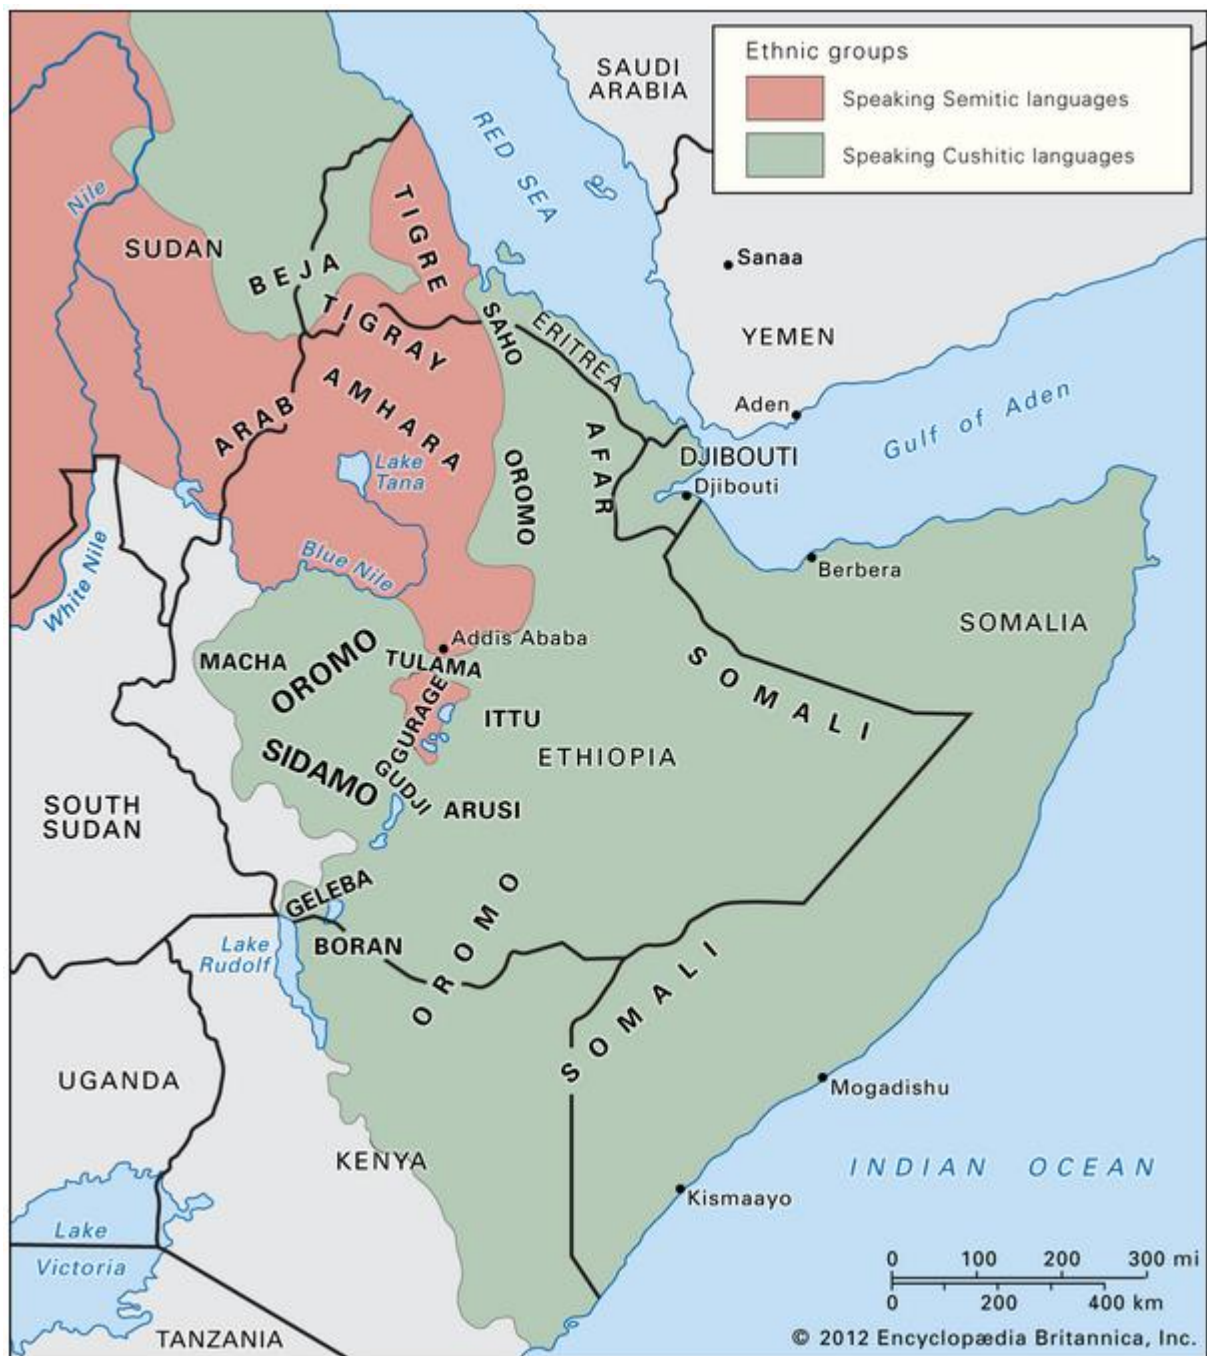 Ethnic groups
Speaking Semitic languages
Speaking Cushitic languages
SAUDI
ARABIA
RED SEA
Nile
SUDAN
TIGRE
BEJA
Sanaa
TIGRAY
SAHO
ERITREA
YEMEN
AMHARA
ARAB
Aden
Gulf of Aden
Lake
Tana
OROMO
AFAR
DJIBOUTI
Djibouti
Blue Nile
White Nile
Berbera
SOMALIA
Addis Ababa
MACHA
OROMO
TULAMA
SOMALI
GURAGE
ITTU
ETHIOPIA
SIDAMO
GUDJI
ARUSI
SOUTH
SUDAN
GELEBA
OROMO
BORAN
Lake
Rudolf
SOMALI
UGANDA
Mogadishu
KENYA
INDIAN OCEAN
Kismaayo
Lake
Victoria
0 100 200 300 mi
0 200 400 km
TANZANIA
© 2012 Encyclopædia Britannica, Inc.